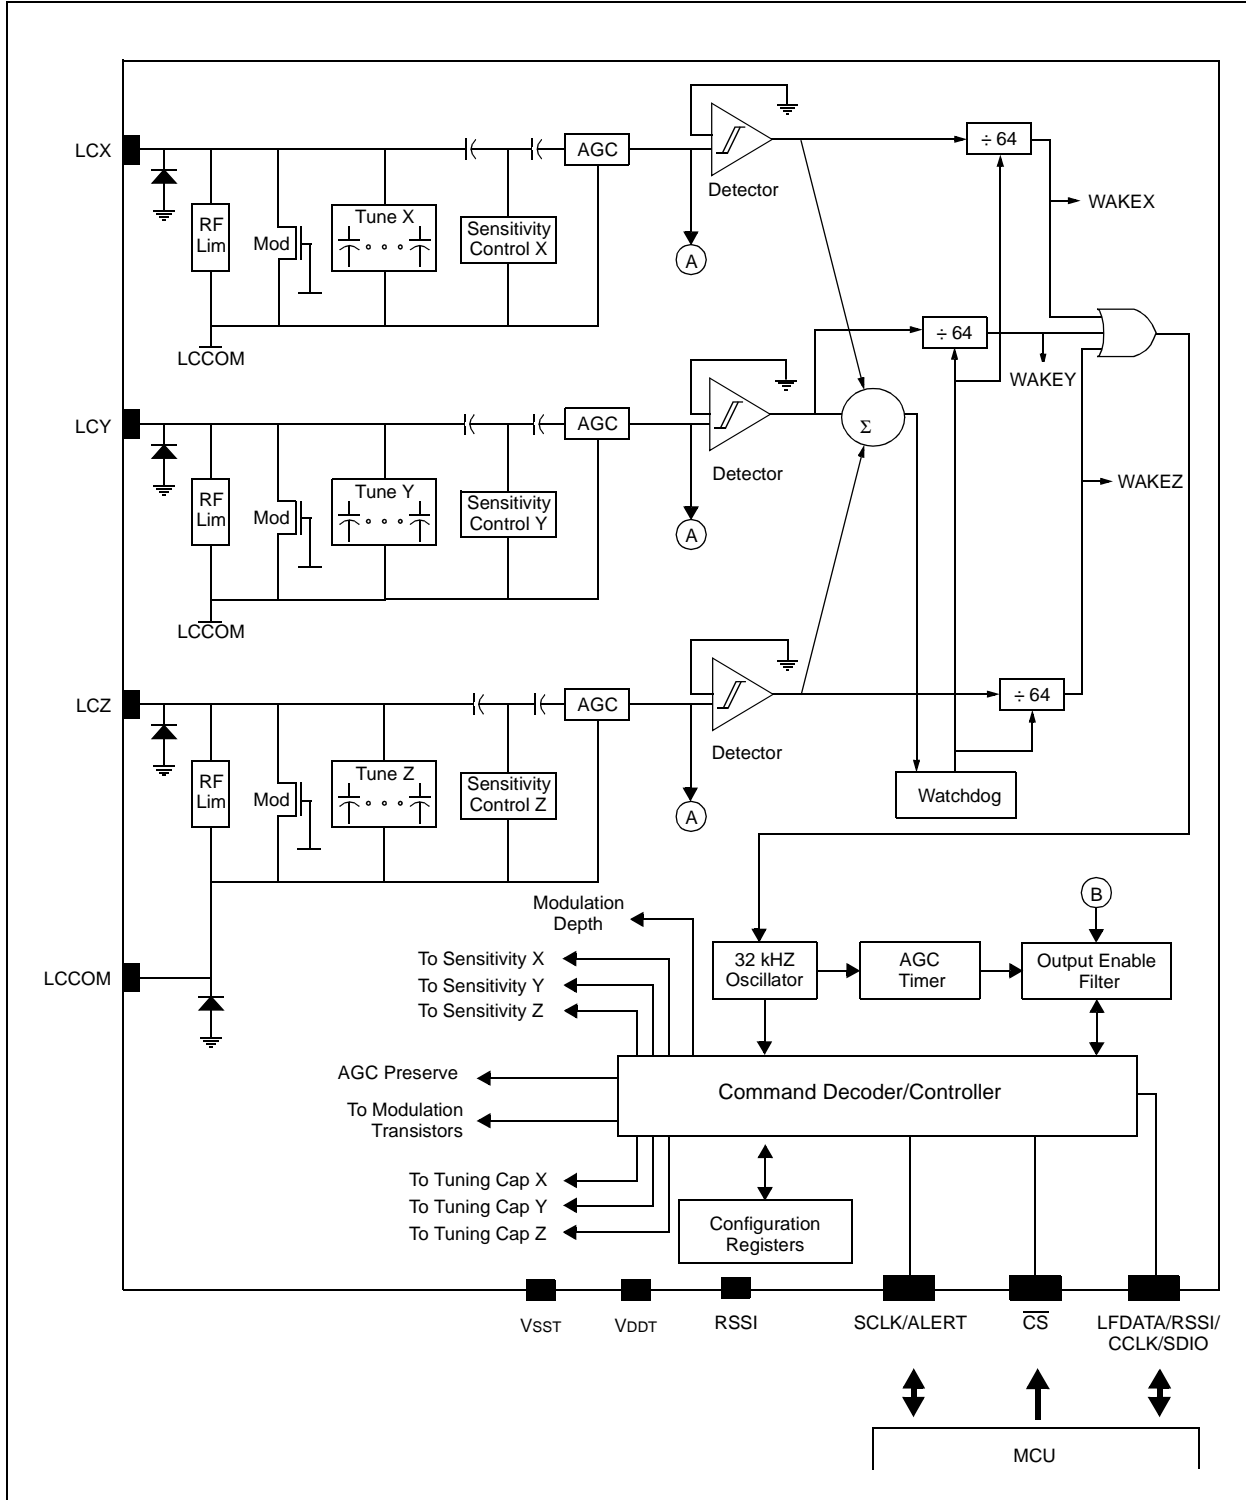 LCX
RF
Lim
Mod
Tune X
Sensitivity
Control X
AGC
Detector
A
÷ 64
WAKEX
LCCOM
LCY
RF
Lim
Mod
Tune Y
Sensitivity
Control Y
AGC
Detector
A
Σ
÷ 64
WAKEY
WAKEZ
LCCOM
LCZ
RF
Lim
Mod
Tune Z
Sensitivity
Control Z
AGC
Detector
A
÷ 64
Watchdog
LCCOM
Modulation
Depth
To Sensitivity X
To Sensitivity Y
To Sensitivity Z
AGC Preserve
To Modulation
Transistors
To Tuning Cap X
To Tuning Cap Y
To Tuning Cap Z
32 kHZ
Oscillator
AGC
Timer
B
Output Enable
Filter
Command Decoder/Controller
Configuration
Registers
VSST
VDDT
RSSI
SCLK/ALERT
CS
LFDATA/RSSI/
CCLK/SDIO
MCU